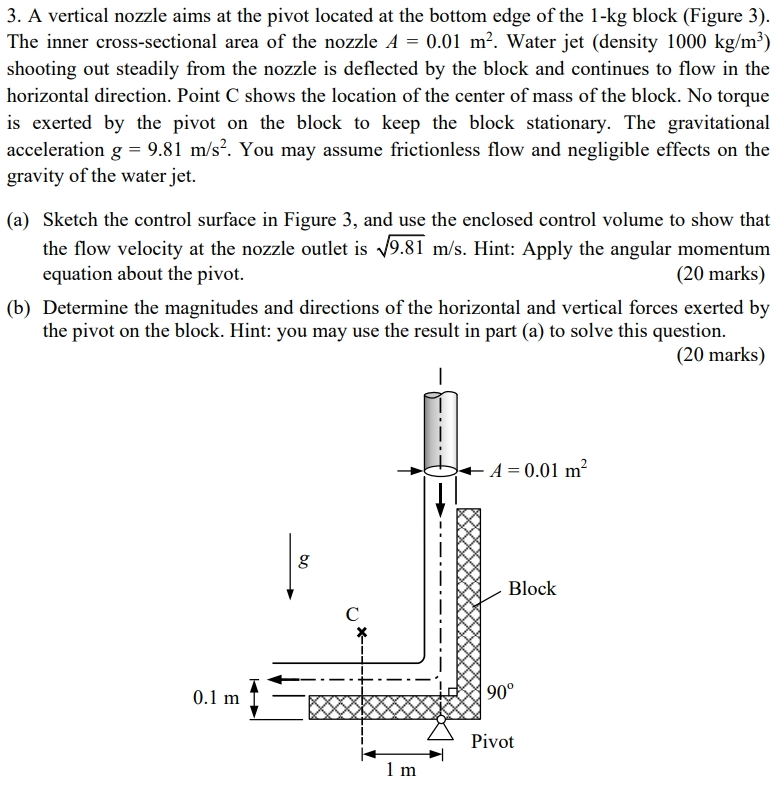 3. A vertical nozzle aims at the pivot located at the bottom edge of the 1-kg block (Figure 3).
The inner cross-sectional area of the nozzle A = 0.01 m². Water jet (density 1000 kg/m³)
shooting out steadily from the nozzle is deflected by the block and continues to flow in the
horizontal direction. Point C shows the location of the center of mass of the block. No torque
is exerted by the pivot on the block to keep the block stationary. The gravitational
acceleration g = 9.81 m/s². You may assume frictionless flow and negligible effects on the
gravity of the water jet.
(a) Sketch the control surface in Figure 3, and use the enclosed control volume to show that
the flow velocity at the nozzle outlet is √9.81 m/s. Hint: Apply the angular momentum
equation about the pivot. (20 marks)
(b) Determine the magnitudes and directions of the horizontal and vertical forces exerted by
the pivot on the block. Hint: you may use the result in part (a) to solve this question.
(20 marks)
A = 0.01 m²
g
Block
C
0.1 m
90°
Pivot
1 m